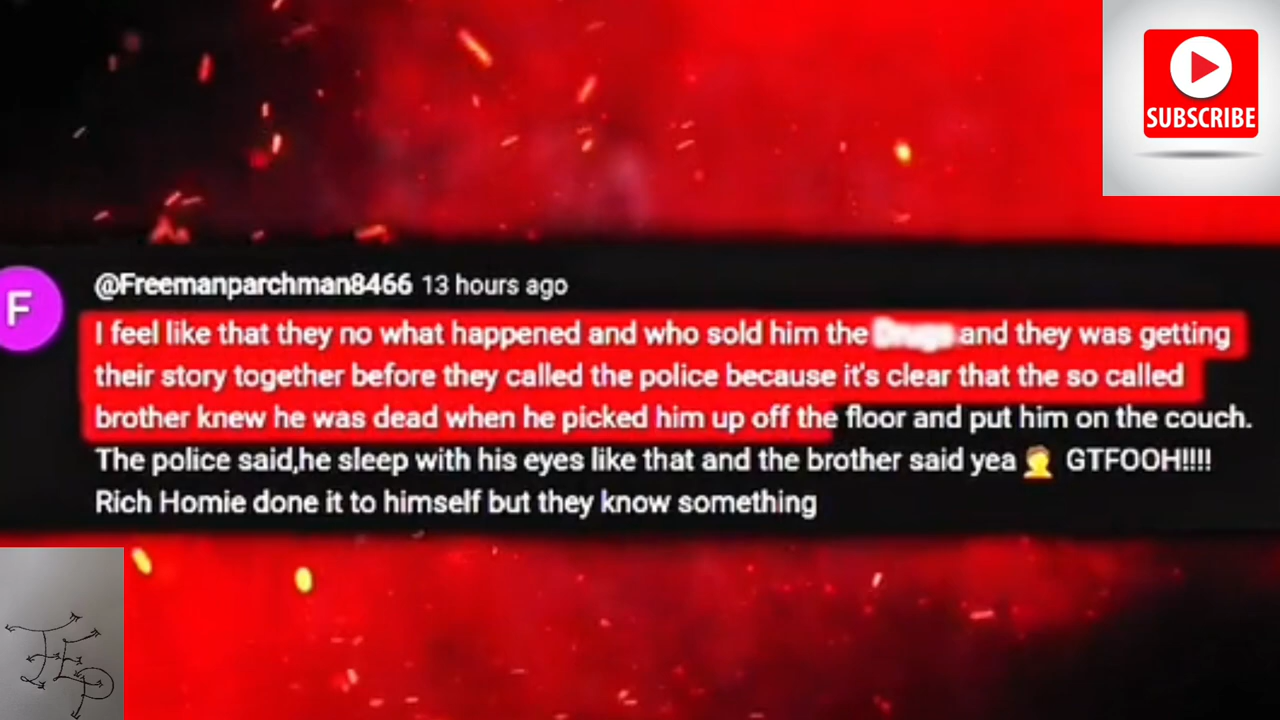 SUBSCRIBE
F
@Freemanparchman8466 13 hours ago
I feel like that they no what happened and who sold him the Drugs and they was getting
their story together before they called the police because it's clear that the so called
brother knew he was dead when he picked him up off the floor and put him on the couch.
The police said,he sleep with his eyes like that and the brother said yea 🤦 GTFOOH!!!!
Rich Homie done it to himself but they know something